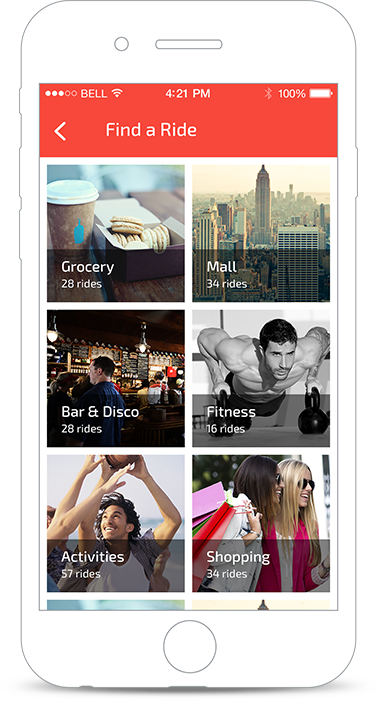 BELL 4:21 PM 100%
Find a Ride
Grocery
28 rides
Mall
34 rides
Bar & Disco
28 rides
Fitness
16 rides
Activities
57 rides
Shopping
34 rides